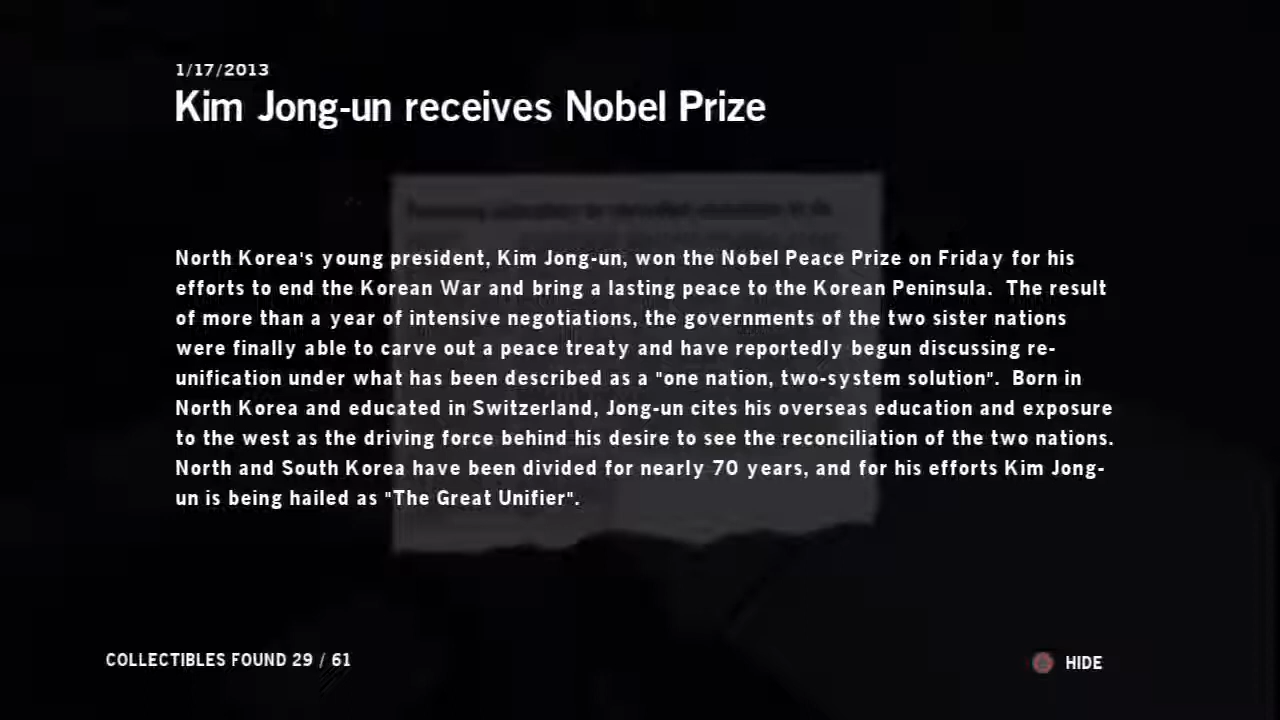 1/17/2013
Kim Jong-un receives Nobel Prize
North Korea's young president, Kim Jong-un, won the Nobel Peace Prize on Friday for his
efforts to end the Korean War and bring a lasting peace to the Korean Peninsula.  The result
of more than a year of intensive negotiations, the governments of the two sister nations
were finally able to carve out a peace treaty and have reportedly begun discussing re-
unification under what has been described as a "one nation, two-system solution".  Born in
North Korea and educated in Switzerland, Jong-un cites his overseas education and exposure
to the west as the driving force behind his desire to see the reconciliation of the two nations.
North and South Korea have been divided for nearly 70 years, and for his efforts Kim Jong-
un is being hailed as "The Great Unifier".
COLLECTIBLES FOUND 29 / 61
HIDE